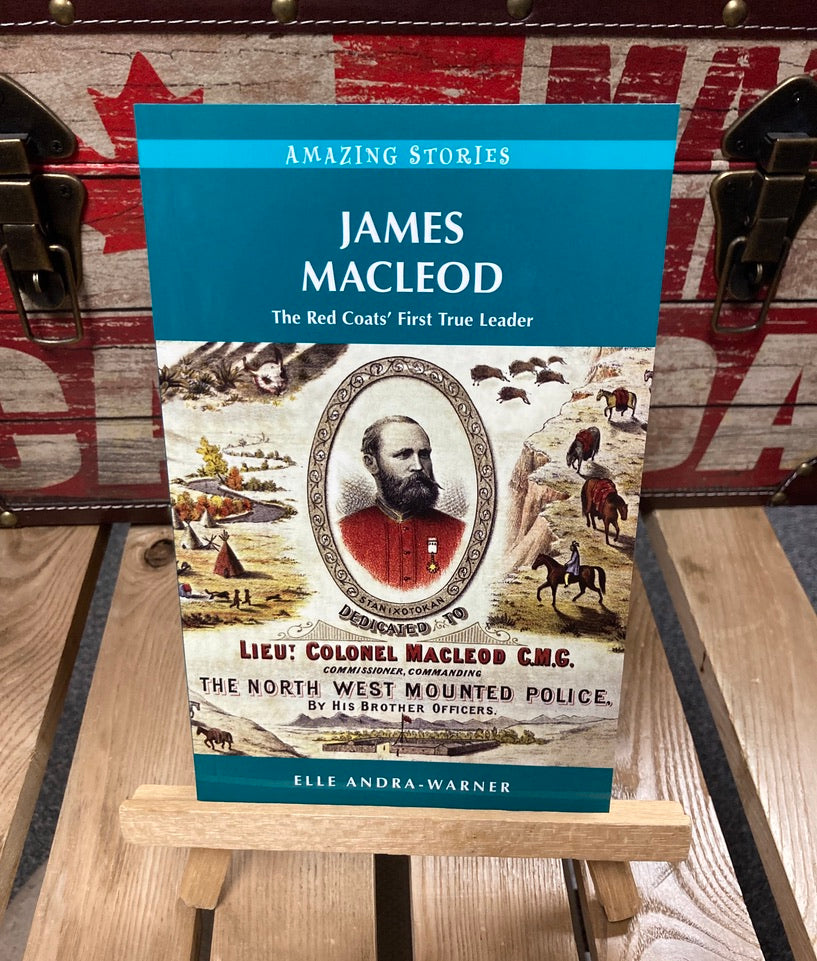 AMAZING STORIES
JAMES
MACLEOD
The Red Coats' First True Leader
STANIXOTOKAN
DEDICATED TO
LIEUT COLONEL MACLEOD C.M.G.
COMMISSIONER, COMMANDING
THE NORTH WEST MOUNTED POLICE,
BY HIS BROTHER OFFICERS.
ELLE ANDRA-WARNER